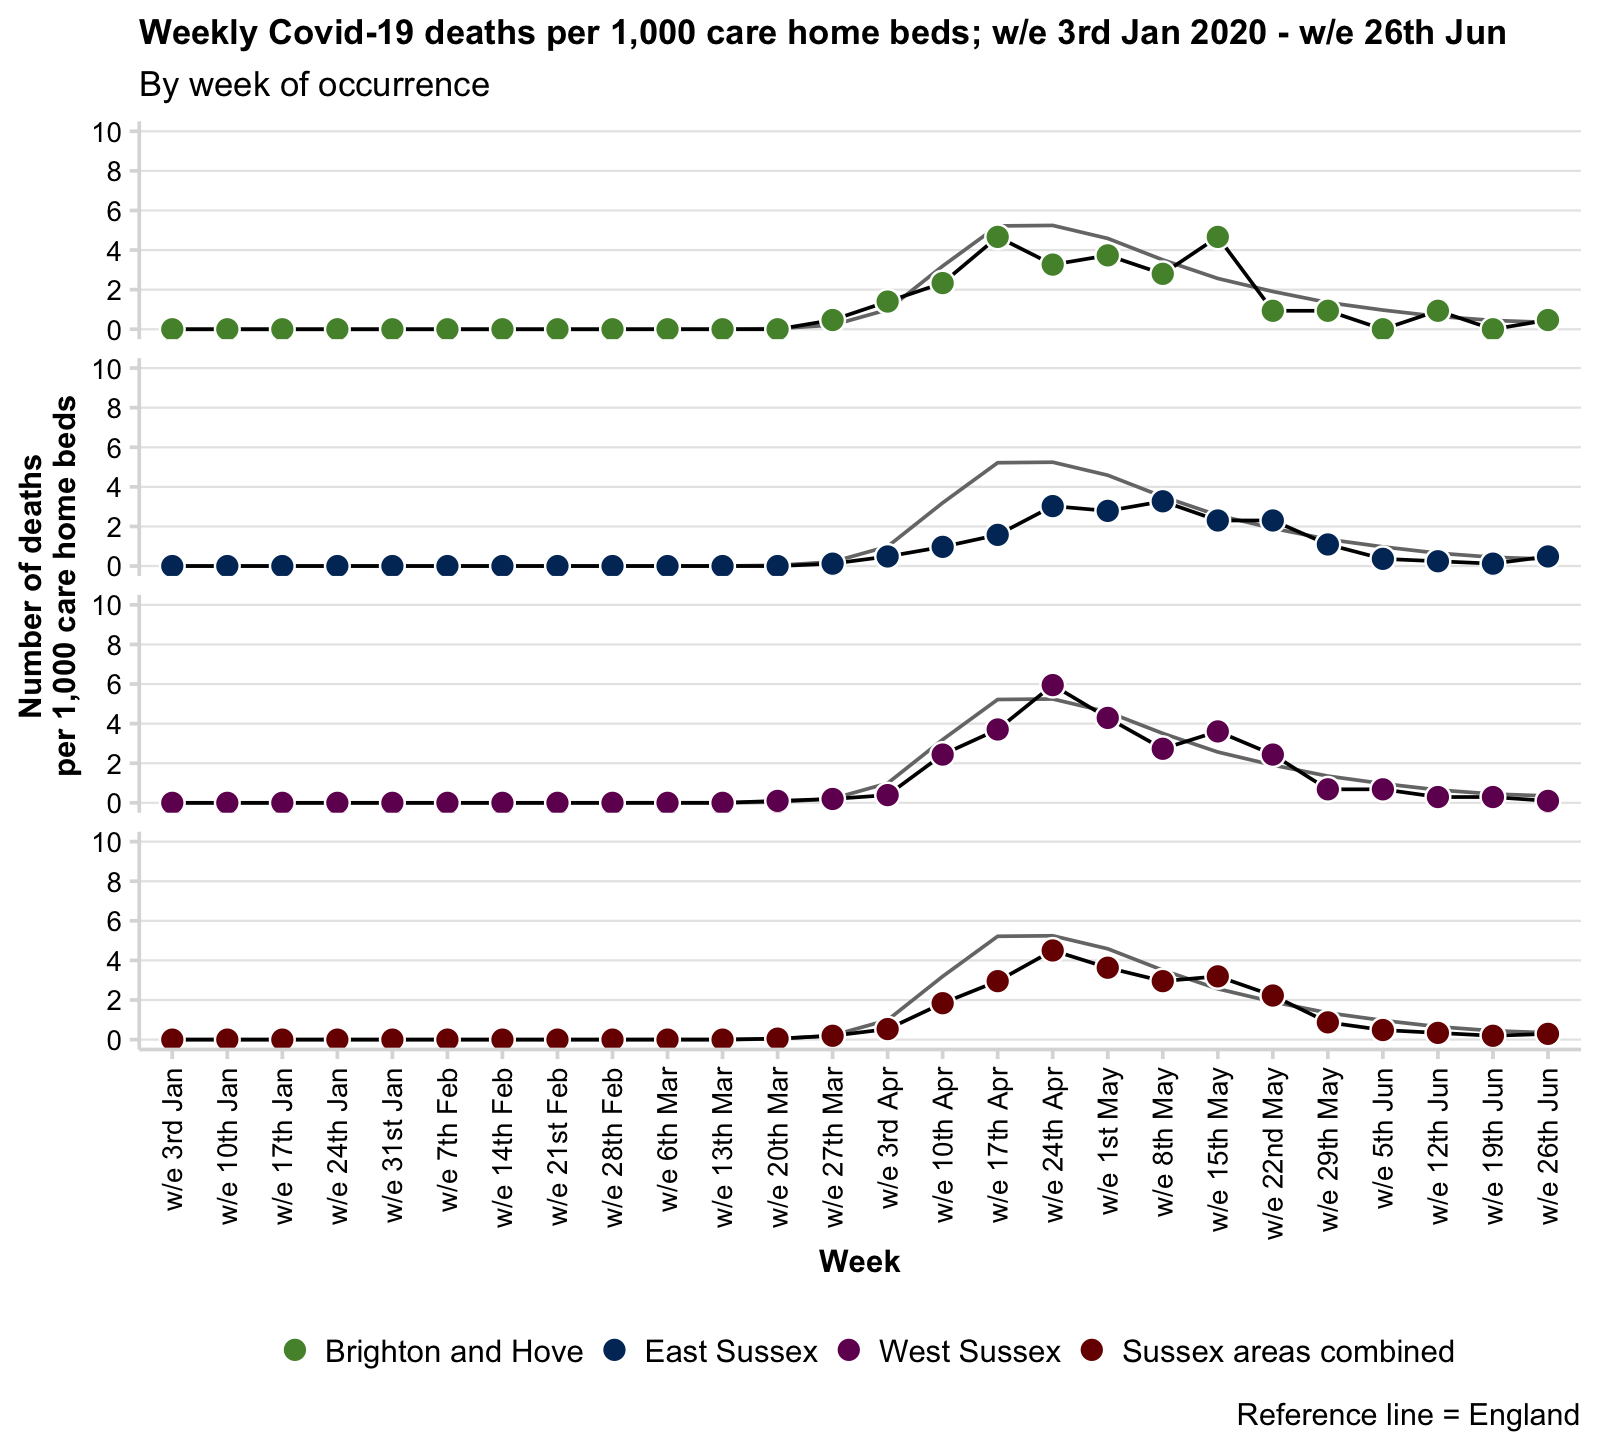 Weekly Covid-19 deaths per 1,000 care home beds; w/e 3rd Jan 2020 - w/e 26th Jun
By week of occurrence
Number of deaths
per 1,000 care home beds
10
8
6
4
2
0
10
8
6
4
2
0
10
8
6
4
2
0
10
8
6
4
2
0
w/e 3rd Jan
w/e 10th Jan
w/e 17th Jan
w/e 24th Jan
w/e 31st Jan
w/e 7th Feb
w/e 14th Feb
w/e 21st Feb
w/e 28th Feb
w/e 6th Mar
w/e 13th Mar
w/e 20th Mar
w/e 27th Mar
w/e 3rd Apr
w/e 10th Apr
w/e 17th Apr
w/e 24th Apr
w/e 1st May
w/e 8th May
w/e 15th May
w/e 22nd May
w/e 29th May
w/e 5th Jun
w/e 12th Jun
w/e 19th Jun
w/e 26th Jun
Week
Brighton and Hove East Sussex West Sussex Sussex areas combined
Reference line = England